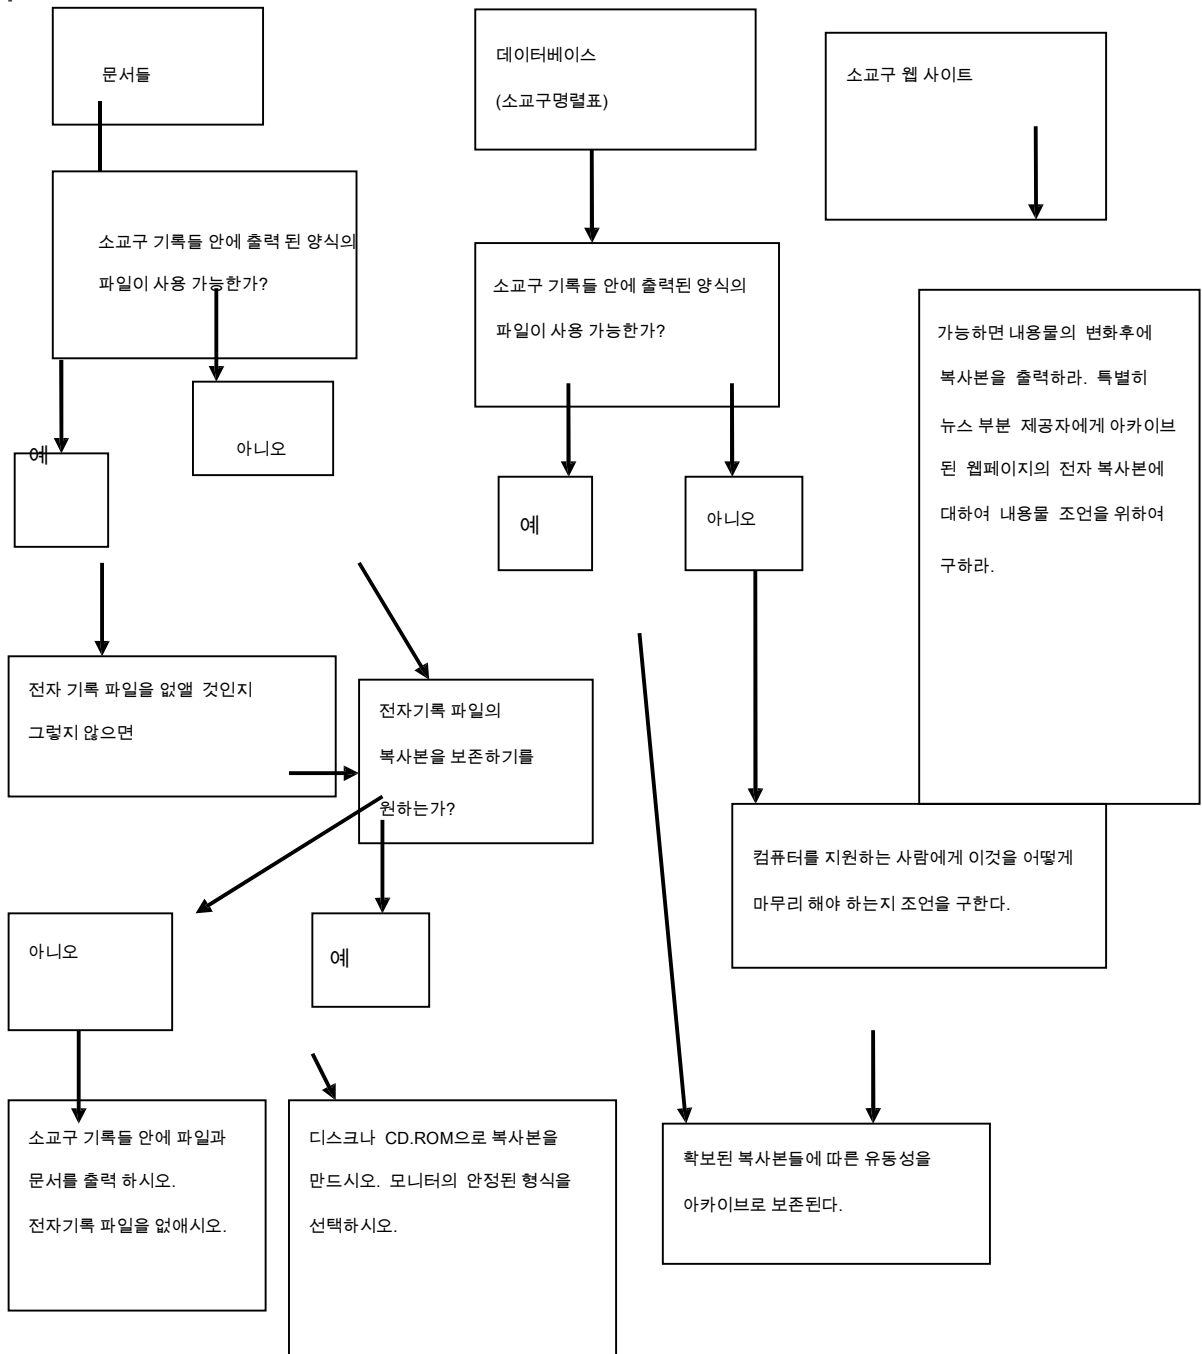 문서들
데이터베이스
(소교구명렬표)
소교구 웹 사이트
소교구 기록들 안에 출력 된 양식의
파일이 사용 가능한가?
소교구 기록들 안에 출력된 양식의
파일이 사용 가능한가?
가능하면 내용물의 변화후에
복사본을 출력하라. 특별히
뉴스 부분 제공자에게 아카이브
된 웹페이지의 전자 복사본에
대하여 내용물 조언을 위하여
구하라.
예
아니오
예
아니오
전자 기록 파일을 없앨 것인지
그렇지 않으면
전자기록 파일의
복사본을 보존하기를
원하는가?
컴퓨터를 지원하는 사람에게 이것을 어떻게
마무리 해야 하는지 조언을 구한다.
아니오
예
소교구 기록들 안에 파일과
문서를 출력 하시오.
전자기록 파일을 없애시오.
디스크나 CD.ROM으로 복사본을
만드시오. 모니터의 안정된 형식을
선택하시오.
확보된 복사본들에 따른 유동성을
아카이브로 보존된다.